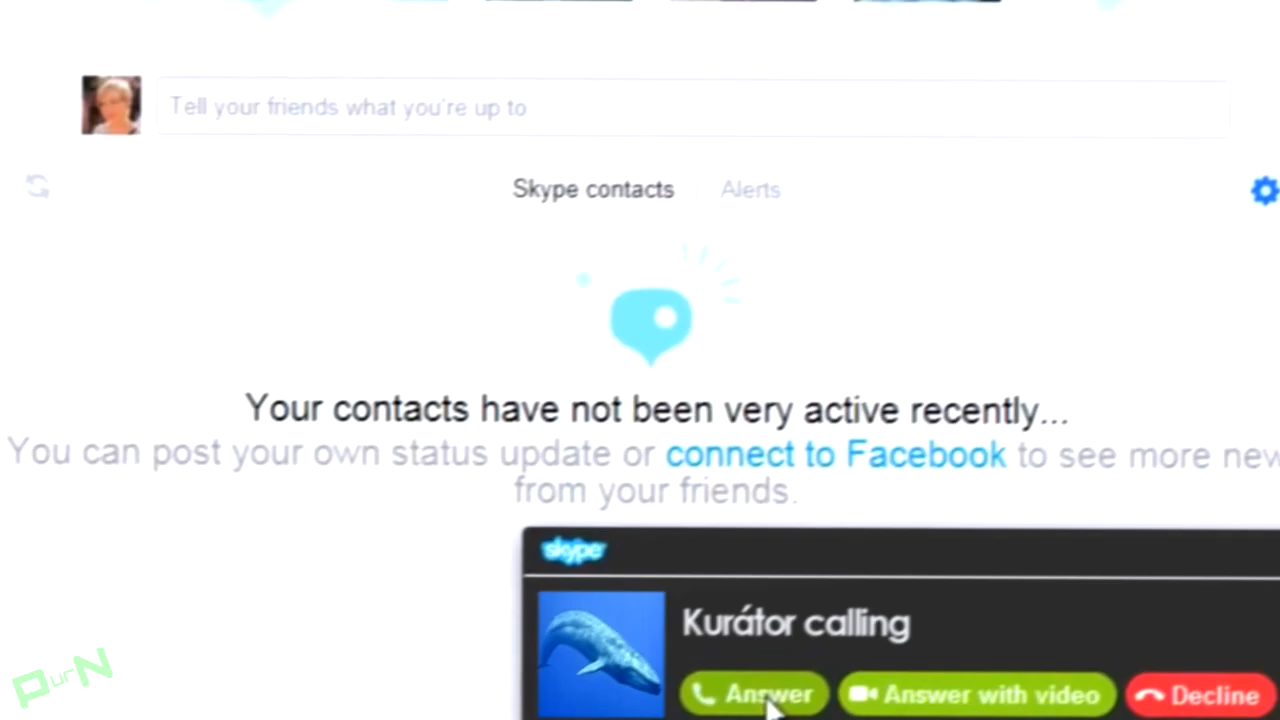 Tell your friends what you're up to
Skype contacts
Alerts
Your contacts have not been very active recently...
You can post your own status update or connect to Facebook to see more new
from your friends.
skype
Kurátor calling
Answer
Answer with video
Decline
PurN